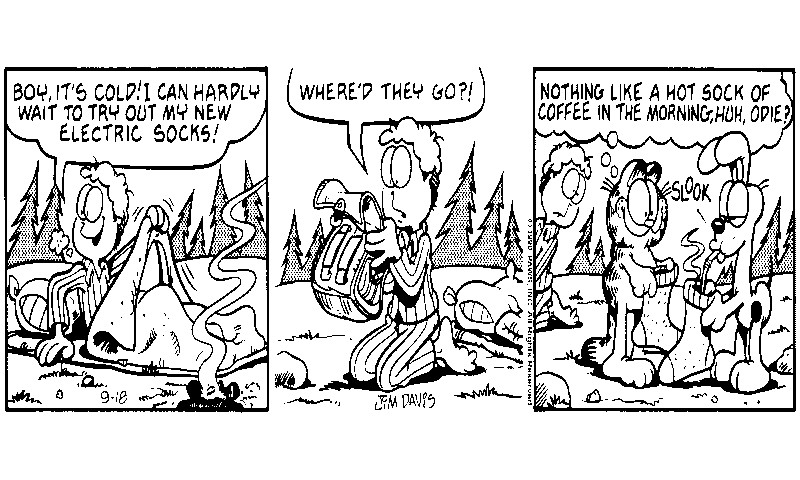 BOY, IT'S COLD! I CAN HARDLY
WAIT TO TRY OUT MY NEW
ELECTRIC SOCKS!
9-18
WHERE'D THEY GO?!
JIM DAVIS
NOTHING LIKE A HOT SOCK OF
COFFEE IN THE MORNING, HUH, ODIE?
SLOOK